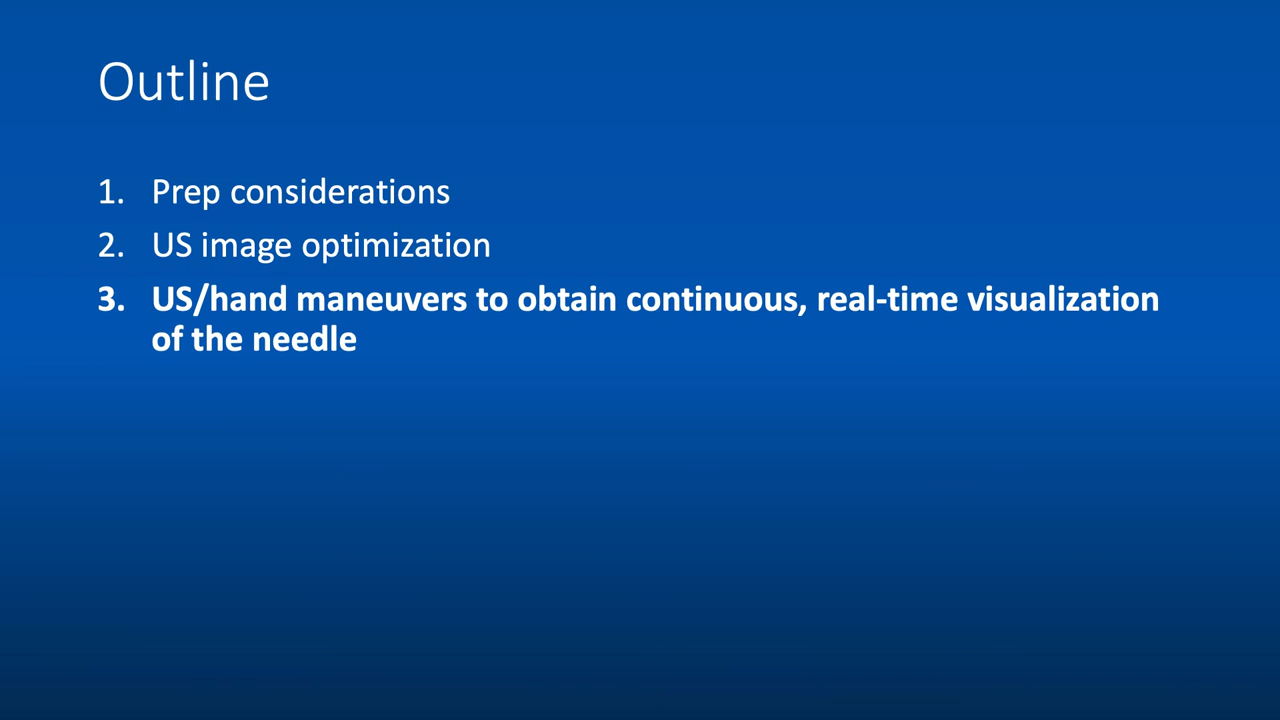 Outline
1. Prep considerations
2. US image optimization
3. US/hand maneuvers to obtain continuous, real-time visualization
of the needle